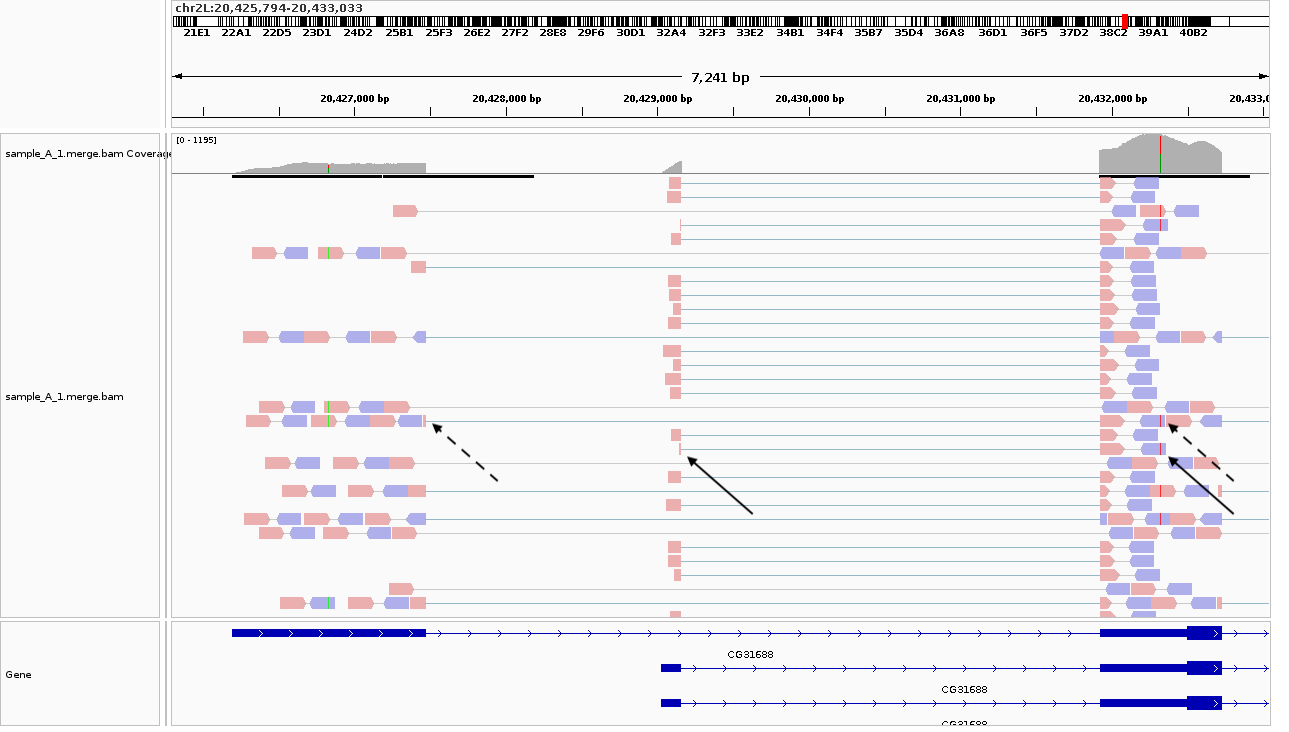 chr2L:20,425,794-20,433,033
21E1 22A1 22D5 23D1 24D2 25B1 25F3 26E2 27F2 28E8 29F6 30D1 32A4 32F3 33E2 34B1 34F4 35B7 35D4 36A8 36D1 36F5 37D2 38C2 39A1 40B2
7,241 bp
20,427,000 bp 20,428,000 bp 20,429,000 bp 20,430,000 bp 20,431,000 bp 20,432,000 bp 20,433,0
[0 - 1195]
sample_A_1.merge.bam Coverage
sample_A_1.merge.bam
CG31688
Gene
CG31688
CG31688